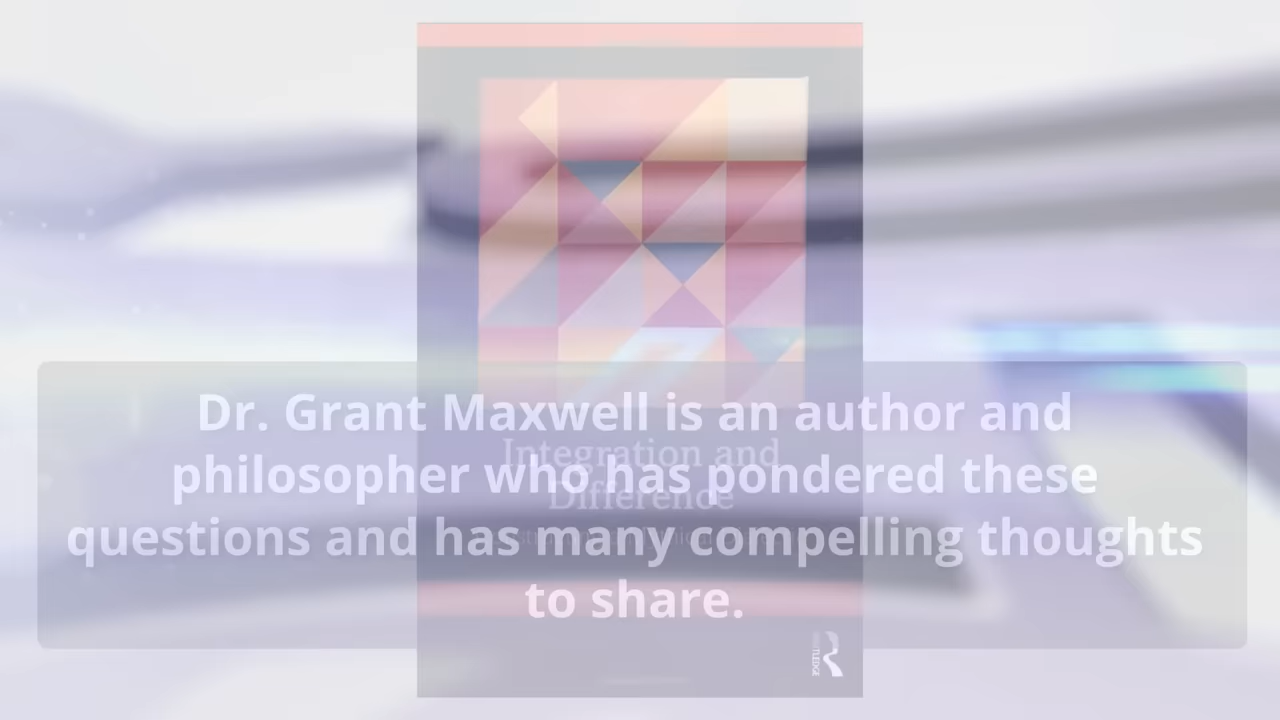 Dr. Grant Maxwell is an author and
Integration and
philosopher who has pondered these
Difference
questions and has many compelling thoughts
to share.
ROUTLEDGE